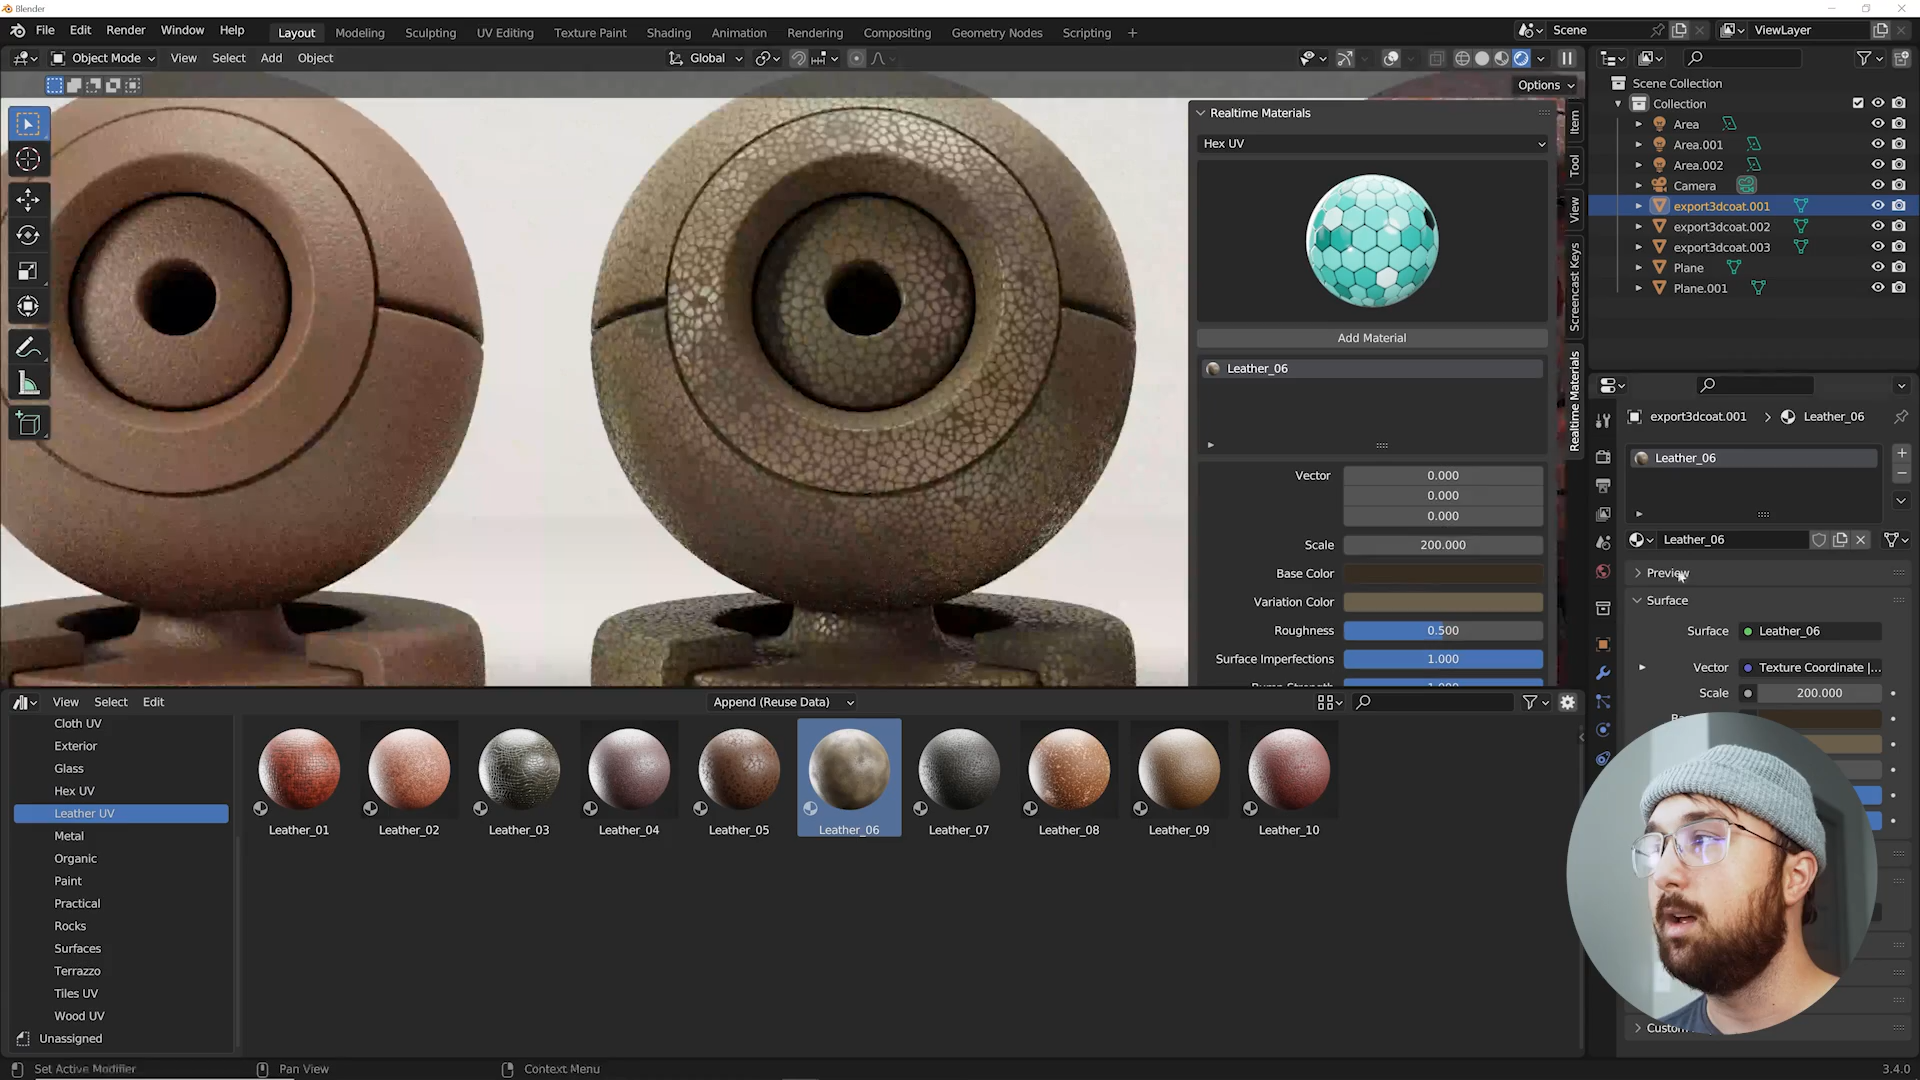 Blender
File Edit Render Window Help Layout Modeling Sculpting UV Editing Texture Paint Shading Animation Rendering Compositing Geometry Nodes Scripting + Scene ViewLayer
Object Mode View Select Add Object Global
Options
Realtime Materials
Hex UV
Add Material
Leather_06
Vector 0.000
0.000
0.000
Scale 200.000
Base Color
Variation Color
Roughness 0.500
Surface Imperfections 1.000
Item
Tool
View
Screencast Keys
Realtime Materials
Scene Collection
Collection
Area
Area.001
Area.002
Camera
export3dcoat.001
export3dcoat.002
export3dcoat.003
Plane
Plane.001
export3dcoat.001 > Leather_06
Leather_06
Leather_06
Preview
Surface
Surface Leather_06
Vector Texture Coordinate |...
Scale 200.000
View Select Edit Append (Reuse Data)
Cloth UV
Exterior
Glass
Hex UV
Leather UV
Metal
Organic
Paint
Practical
Rocks
Surfaces
Terrazzo
Tiles UV
Wood UV
Unassigned
Leather_01 Leather_02 Leather_03 Leather_04 Leather_05 Leather_06 Leather_07 Leather_08 Leather_09 Leather_10
Set Active Modifier Pan View Context Menu 3.4.0